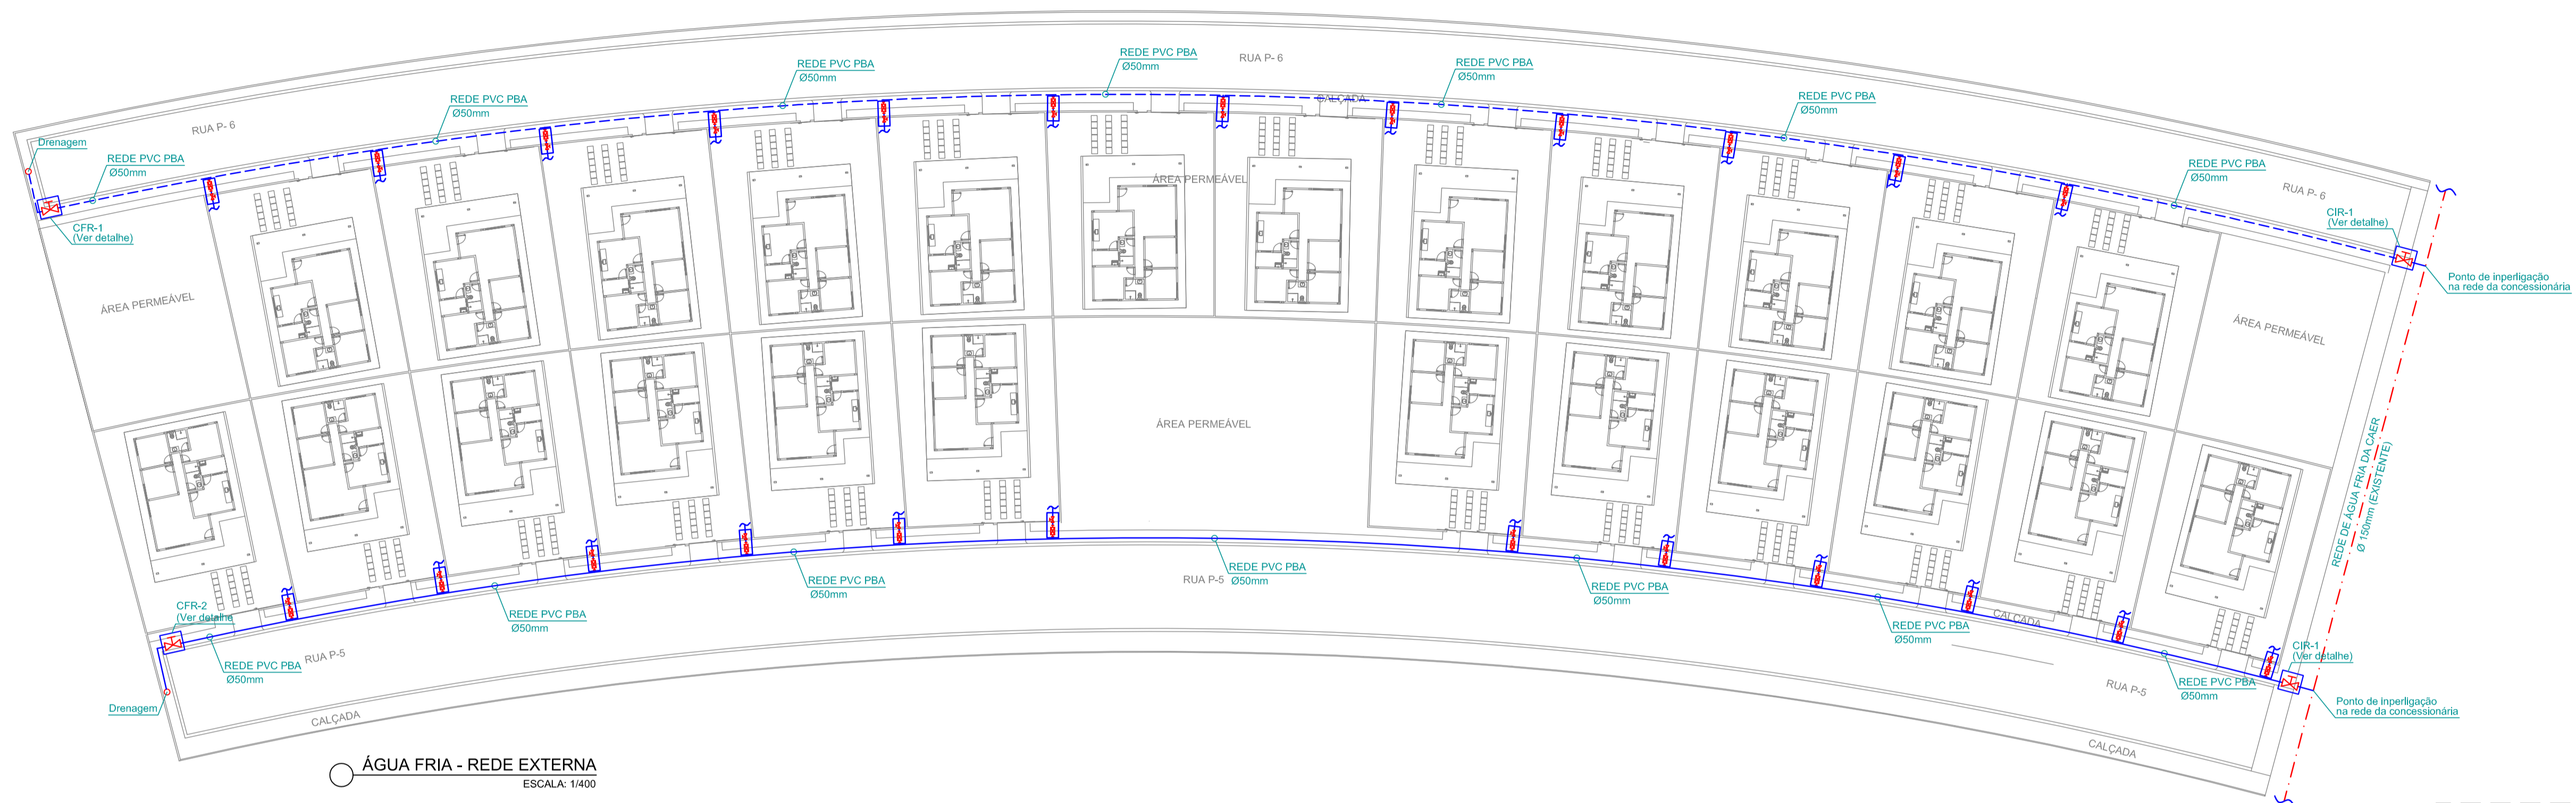 REDE PVC PBA
Ø50mm
RUA P- 6
REDE PVC PBA
Ø50mm
REDE PVC PBA
Ø50mm
REDE PVC PBA
Ø50mm
REDE PVC PBA
Ø50mm
CALÇADA
RUA P- 6
Drenagem
REDE PVC PBA
Ø50mm
REDE PVC PBA
Ø50mm
RUA P- 6
ÁREA PERMEÁVEL
CFR-1
(Ver detalhe)
CIR-1
(Ver detalhe)
Ponto de inperligação
na rede da concessionária
ÁREA PERMEÁVEL
ÁREA PERMEÁVEL
ÁREA PERMEÁVEL
REDE DE ÁGUA FRIA DA CAER
Ø 150mm (EXISTENTE)
RUA P-5
REDE PVC PBA
Ø50mm
REDE PVC PBA
Ø50mm
REDE PVC PBA
Ø50mm
REDE PVC PBA
Ø50mm
REDE PVC PBA
Ø50mm
CALÇADA
CFR-2
(Ver detalhe
RUA P-5
REDE PVC PBA
Ø50mm
CIR-1
(Ver detalhe)
REDE PVC PBA
Ø50mm
RUA P-5
Drenagem
Ponto de Inperligação
na rede da concessionária
CALÇADA
CALÇADA
ÁGUA FRIA - REDE EXTERNA
ESCALA: 1/400